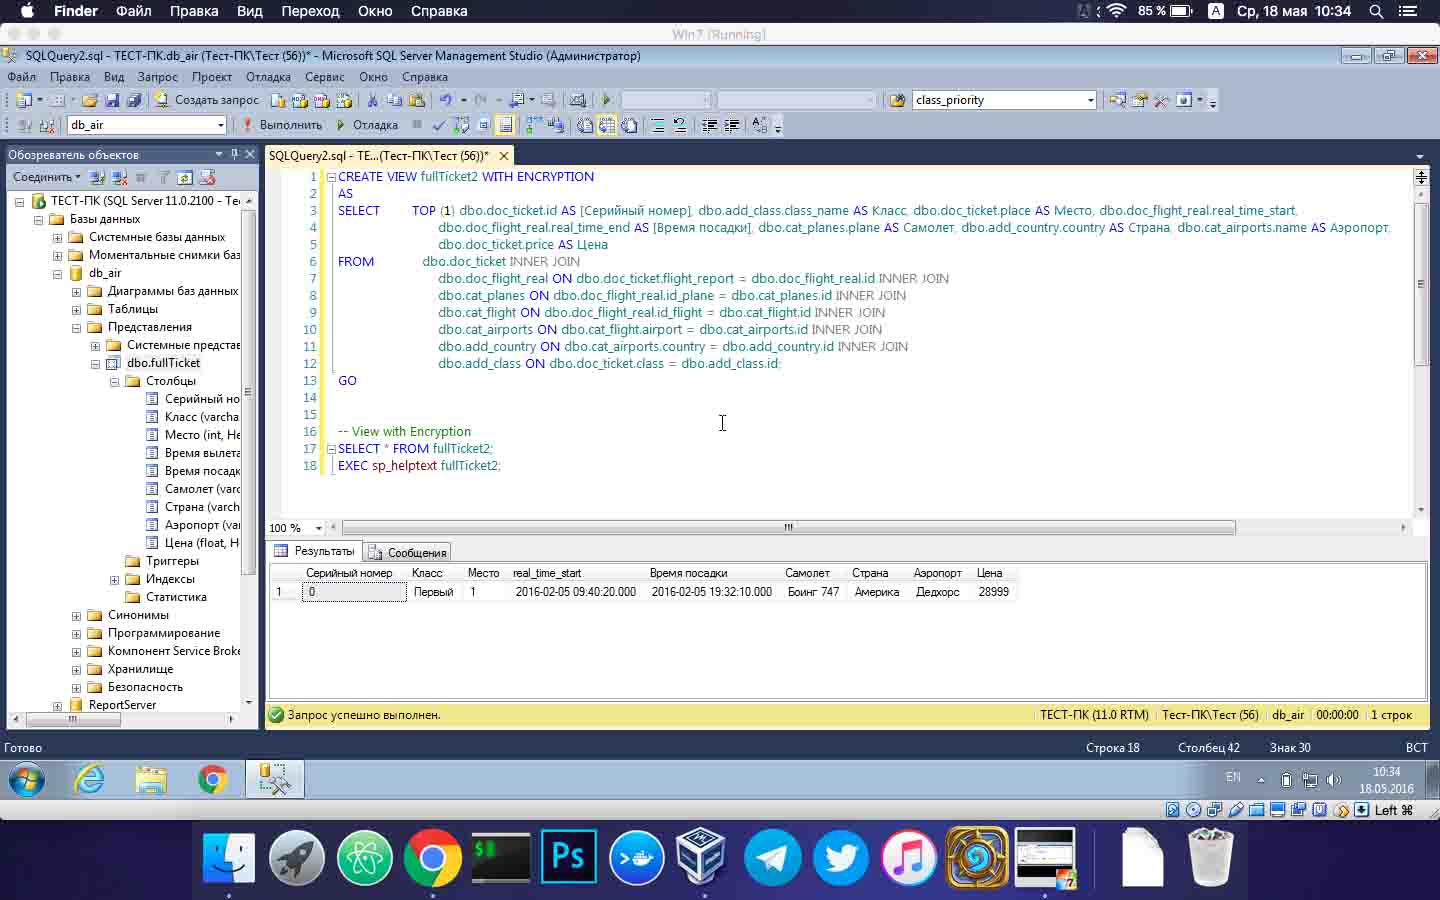 Finder Файл Правка Вид Переход Окно Справка 85 % A Ср, 18 мая 10:34
Win7 [Running]
SQLQuery2.sql - ТЕСТ-ПК.db_air (Тест-ПК\Тест (56))* - Microsoft SQL Server Management Studio (Администратор)
Файл Правка Вид Запрос Проект Отладка Сервис Окно Справка
Создать запрос class_priority
db_air Выполнить Отладка
Обозреватель объектов
Соединить
ТЕСТ-ПК (SQL Server 11.0.2100 - Те
Базы данных
Системные базы данных
Моментальные снимки баз
db_air
Диаграммы баз данных
Таблицы
Представления
Системные представ
dbo.fullTicket
Столбцы
Серийный но
Класс (varcha
Место (int, Не
Время вылета
Время посадк
Самолет (varc
Страна (varch
Аэропорт (va
Цена (float, Н
Триггеры
Индексы
Статистика
Синонимы
Программирование
Компонент Service Broke
Хранилище
Безопасность
ReportServer
SQLQuery2.sql - ТЕ...(Тест-ПК\Тест (56))*
1 CREATE VIEW fullTicket2 WITH ENCRYPTION
2 AS
3 SELECT TOP (1) dbo.doc_ticket.id AS [Серийный номер], dbo.add_class.class_name AS Класс, dbo.doc_ticket.place AS Место, dbo.doc_flight_real.real_time_start,
4 dbo.doc_flight_real.real_time_end AS [Время посадки], dbo.cat_planes.plane AS Самолет, dbo.add_country.country AS Страна, dbo.cat_airports.name AS Аэропорт,
5 dbo.doc_ticket.price AS Цена
6 FROM dbo.doc_ticket INNER JOIN
7 dbo.doc_flight_real ON dbo.doc_ticket.flight_report = dbo.doc_flight_real.id INNER JOIN
8 dbo.cat_planes ON dbo.doc_flight_real.id_plane = dbo.cat_planes.id INNER JOIN
9 dbo.cat_flight ON dbo.doc_flight_real.id_flight = dbo.cat_flight.id INNER JOIN
10 dbo.cat_airports ON dbo.cat_flight.airport = dbo.cat_airports.id INNER JOIN
11 dbo.add_country ON dbo.cat_airports.country = dbo.add_country.id INNER JOIN
12 dbo.add_class ON dbo.doc_ticket.class = dbo.add_class.id;
13 GO
14
15
16 -- View with Encryption
17 SELECT * FROM fullTicket2;
18 EXEC sp_helptext fullTicket2;
100 %
Результаты Сообщения
Серийный номер Класс Место real_time_start Время посадки Самолет Страна Аэропорт Цена
1 0 Первый 1 2016-02-05 09:40:20.000 2016-02-05 19:32:10.000 Боинг 747 Америка Дедхорс 28999
Запрос успешно выполнен. ТЕСТ-ПК (11.0 RTM) Тест-ПК\Тест (56) db_air 00:00:00 1 строк
Готово Строка 18 Столбец 42 Знак 30 ВСТ
EN 10:34
18.05.2016
Left ⌘
$
Ps
7